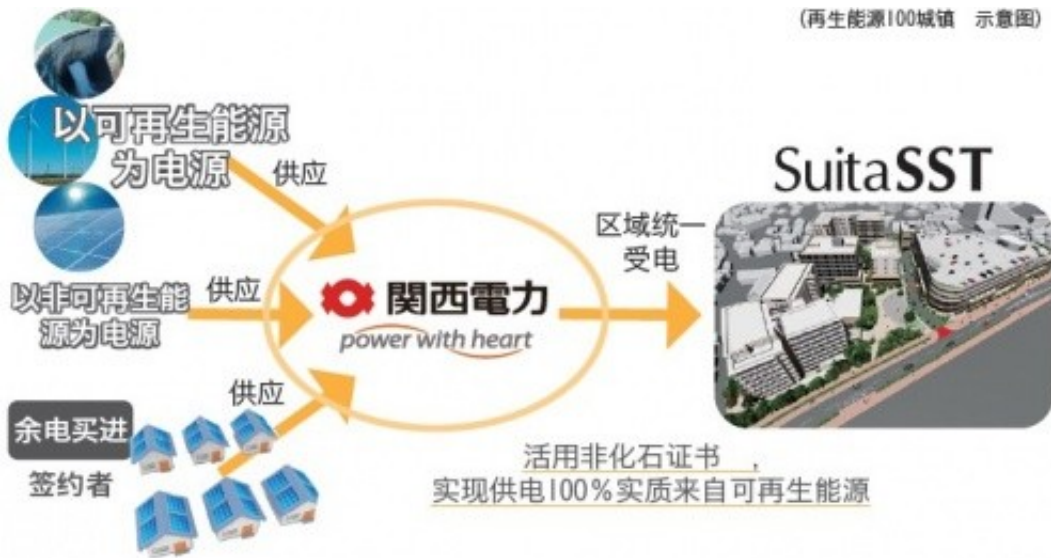 (再生能源100城镇 示意图)
以可再生能源
为电源
供应
SuitaSST
区域统一
受电
以非可再生能
源为电源
供应
関西電力
power with heart
供应
余电买进
签约者
活用非化石证书 ,
实现供电100%实质来自可再生能源